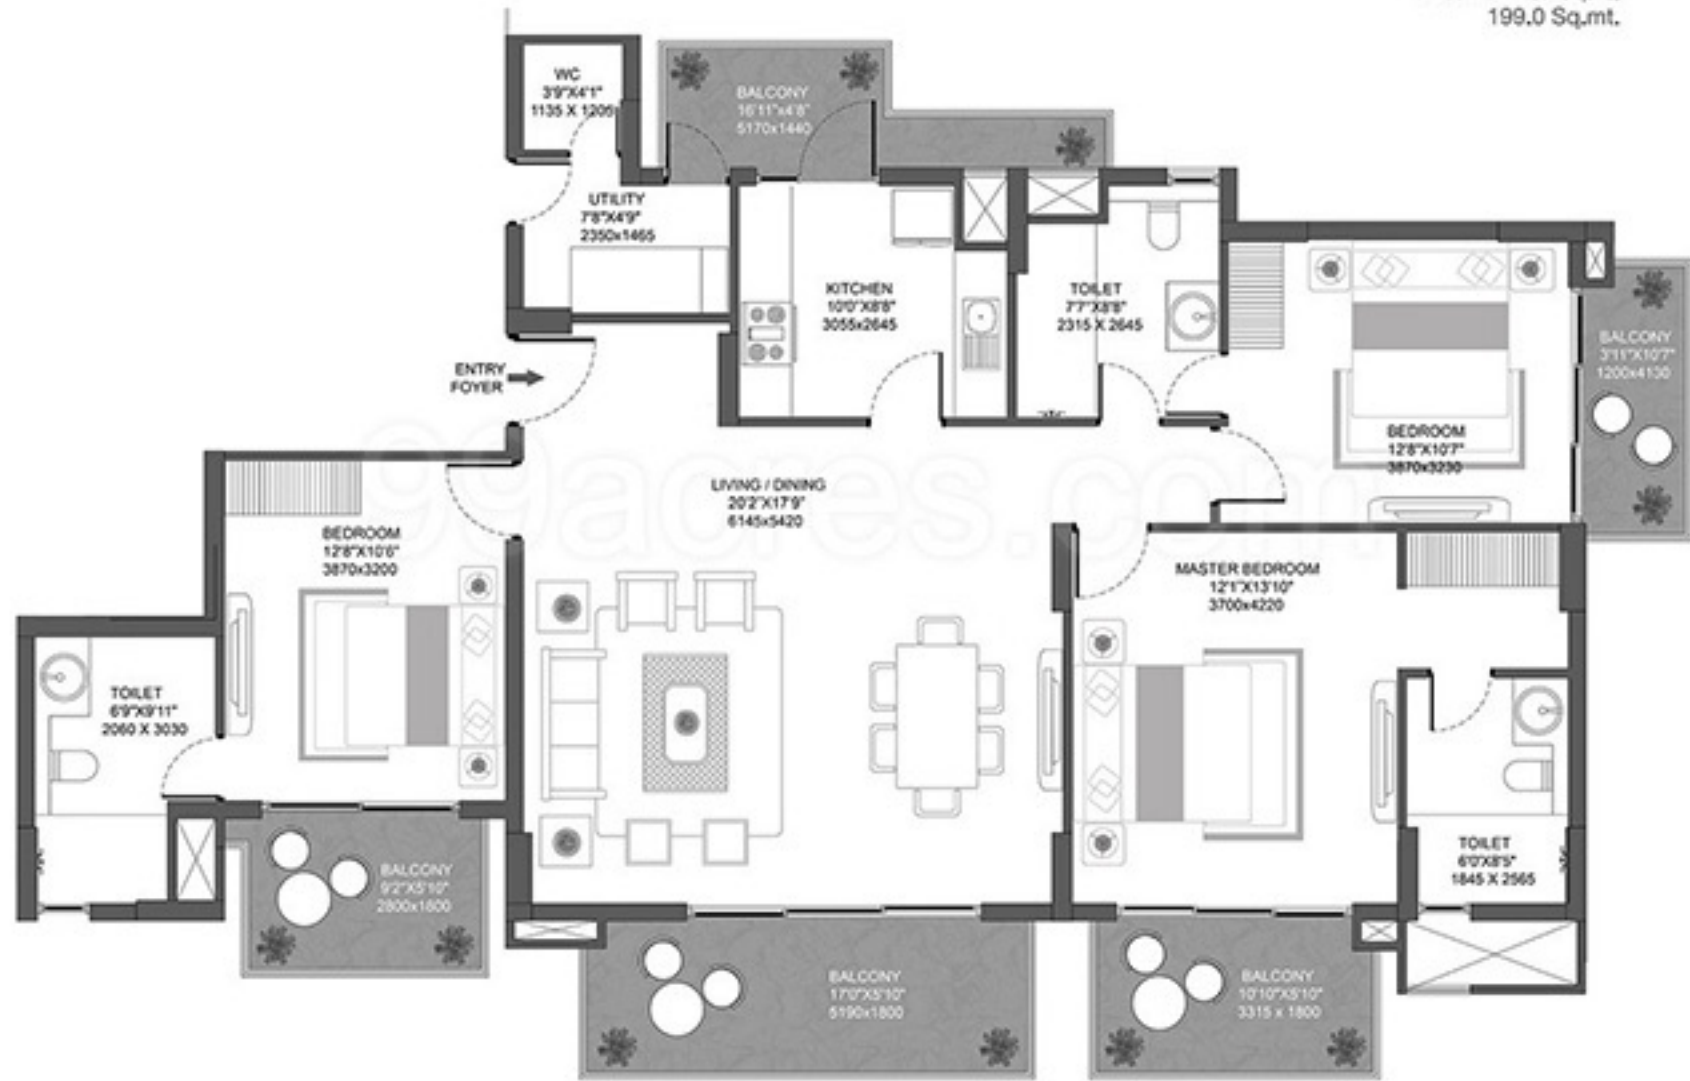 199.0 Sq.mt.
WC
3'9"X4'1"
1135 X 1205
BALCONY
16'11"x4'8"
5170x1440
UTILITY
7'8"X4'9"
2350x1465
KITCHEN
10'0"X8'8"
3055x2645
TOILET
7'7"X8'8"
2315 X 2645
BALCONY
3'11"X10'7"
1200x4130
ENTRY
FOYER
BEDROOM
12'8"X10'7"
3870x3230
LIVING / DINING
20'2"X17'9"
6145x5420
BEDROOM
12'8"X10'6"
3870x3200
MASTER BEDROOM
12'1"X13'10"
3700x4220
TOILET
6'9"X9'11"
2060 X 3030
TOILET
6'0"X8'5"
1845 X 2565
BALCONY
9'2"X5'10"
2800x1800
BALCONY
17'0"X5'10"
5190x1800
BALCONY
10'10"X5'10"
3315 x 1800
99acres.com